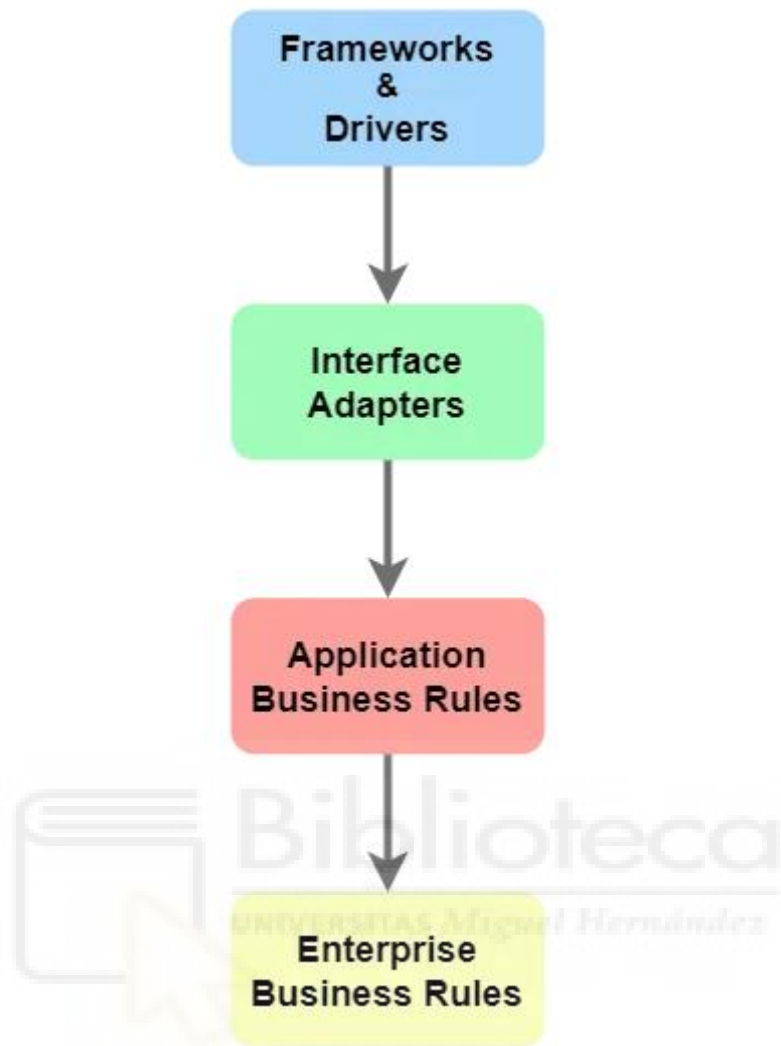 Frameworks
&
Drivers
Interface
Adapters
Application
Business Rules
Biblioteca
UNIVERSITAS Miguel Hernández
Enterprise
Business Rules